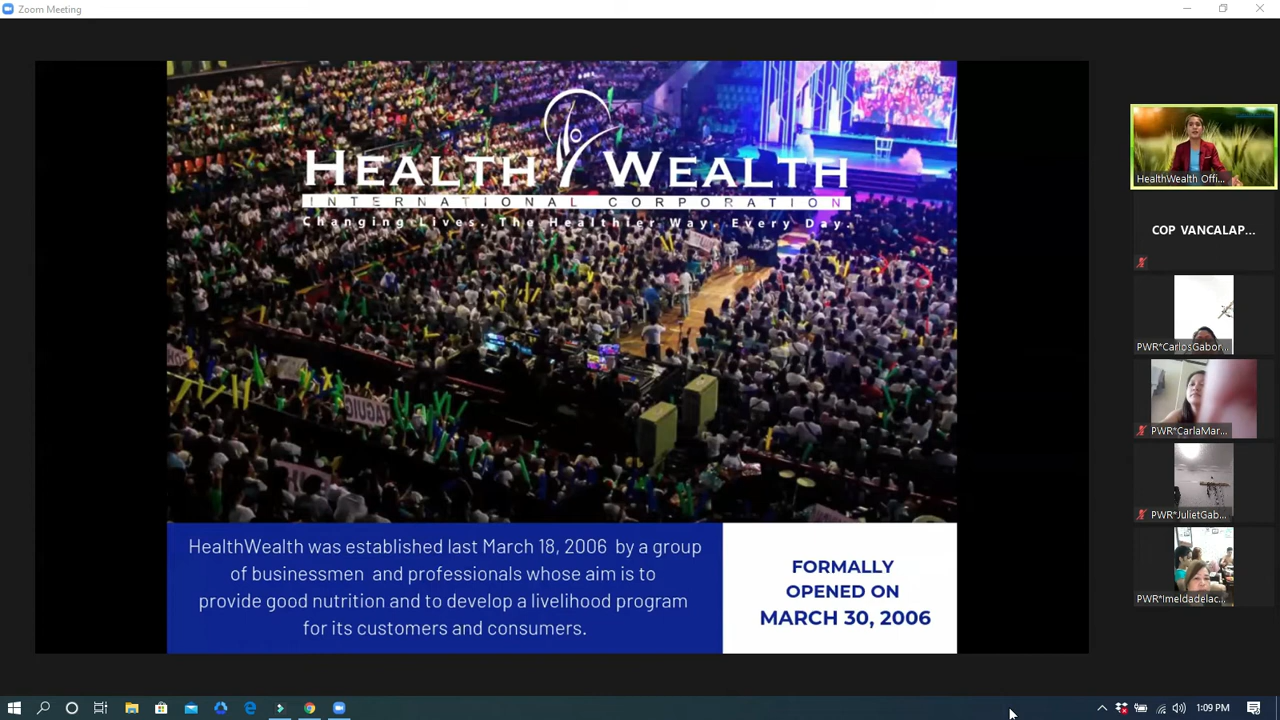 Zoom Meeting
HEALTH WEALTH
INTERNATIONAL CORPORATION
Changing Lives. The Healthier Way. Every Day.
TAGUIG
HealthWealth was established last March 18, 2006 by a group
of businessmen and professionals whose aim is to
provide good nutrition and to develop a livelihood program
for its customers and consumers.
FORMALLY
OPENED ON
MARCH 30, 2006
HealthWealth Offi...
COP VANCALAP...
PWR*CarlosGabor...
PWR*CarlaMar...
PWR*JulietGab...
PWR*Imeldadelac...
1:09 PM